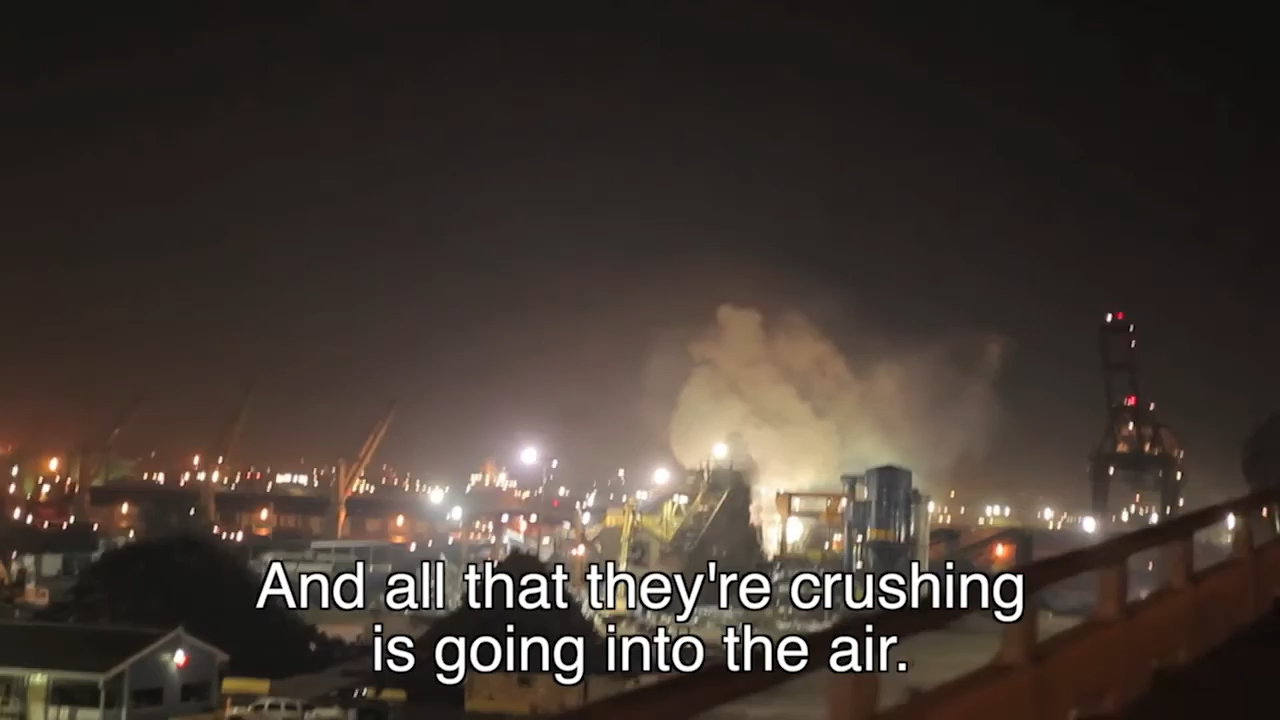 And all that they're crushing
is going into the air.